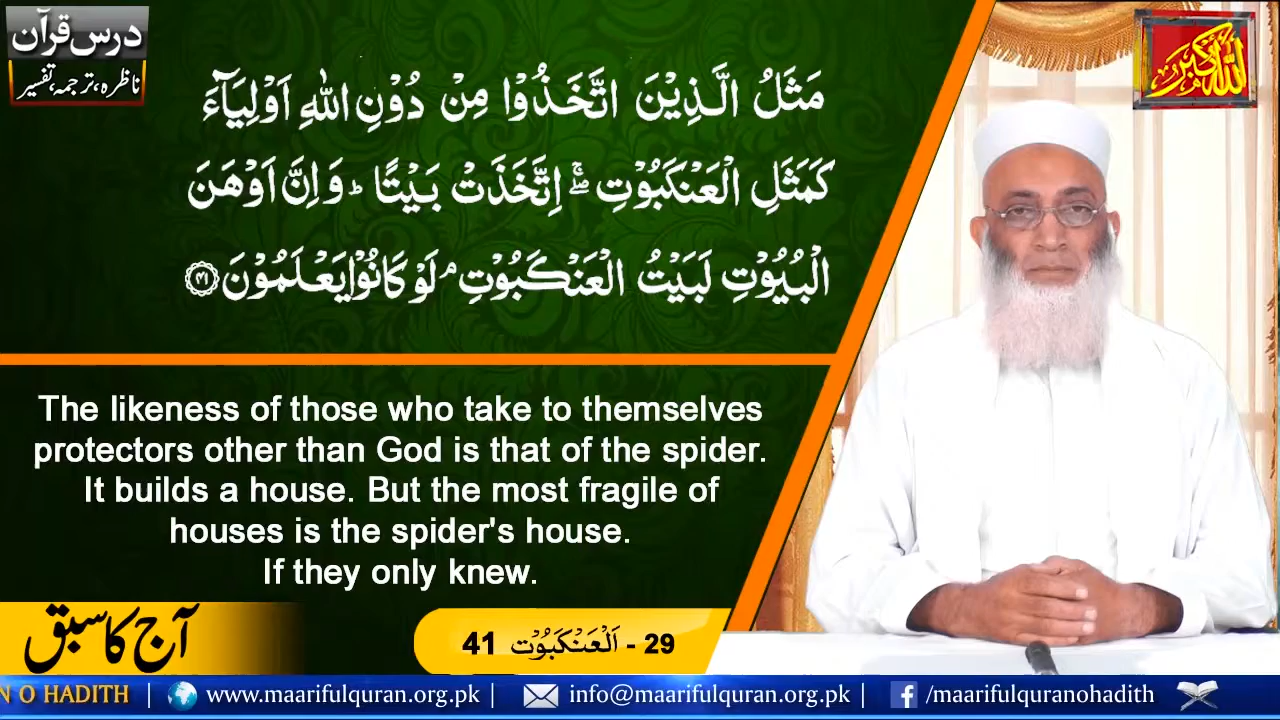 درس قرآن
ناظرہ، ترجمہ، تفسیر
اللہ اکبر
مَثَلُ الَّذِيْنَ اتَّخَذُوْا مِنْ دُوْنِ اللّٰهِ اَوْلِيَآءَ
كَمَثَلِ الْعَنْكَبُوْتِ ۖۚ اِتَّخَذَتْ بَيْتًا ؕ وَ اِنَّ اَوْهَنَ
الْبُيُوْتِ لَبَيْتُ الْعَنْكَبُوْتِ ۘ لَوْ كَانُوْا يَعْلَمُوْنَ ﴿۴۱﴾
The likeness of those who take to themselves
protectors other than God is that of the spider.
It builds a house. But the most fragile of
houses is the spider's house.
If they only knew.
آج کا سبق
29 - اَلْعَنْكَبُوْت 41
N O HADITH | www.maarifulquran.org.pk | info@maarifulquran.org.pk | /maarifulquranohadith